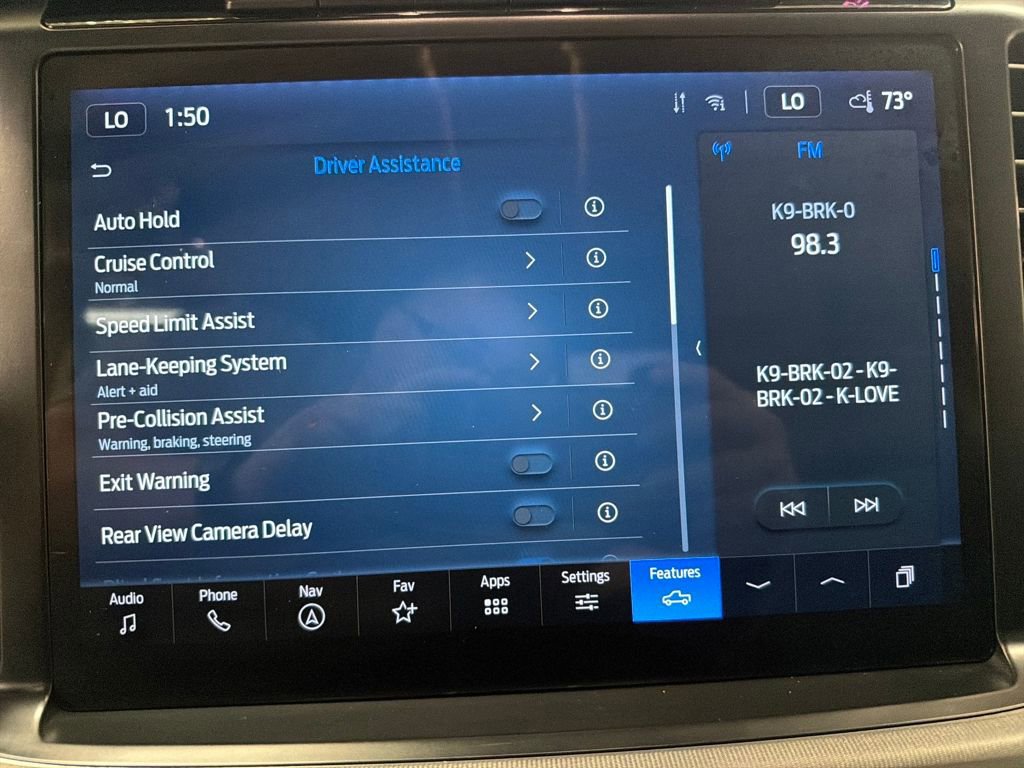 LO 1:50 LO 73°
Driver Assistance
Auto Hold
Cruise Control
Normal
Speed Limit Assist
Lane-Keeping System
Alert + aid
Pre-Collision Assist
Warning, braking, steering
Exit Warning
Rear View Camera Delay
FM
K9-BRK-0
98.3
K9-BRK-02 - K9-
BRK-02 - K-LOVE
Audio Phone Nav Fav Apps Settings Features